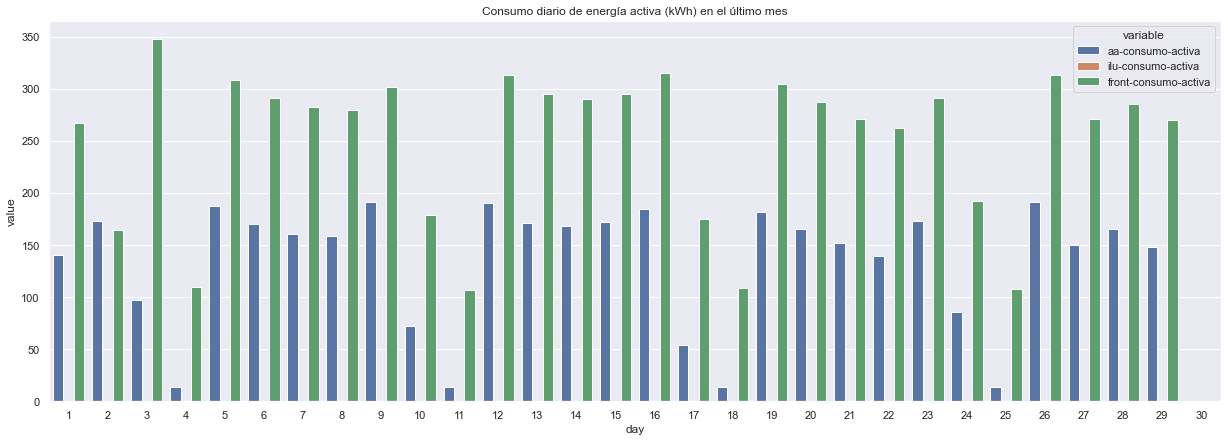 Consumo diario de energía activa (kWh) en el último mes
variable
aa-consumo-activa
ilu-consumo-activa
front-consumo-activa
350
300
250
200
150
100
50
0
value
1 2 3 4 5 6 7 8 9 10 11 12 13 14 15 16 17 18 19 20 21 22 23 24 25 26 27 28 29 30
day